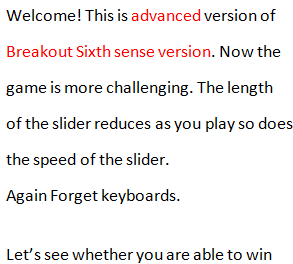 Welcome! This is advanced version of
Breakout Sixth sense version. Now the
game is more challenging. The length
of the slider reduces as you play so does
the speed of the slider.
Again Forget keyboards.
Let’s see whether you are able to win